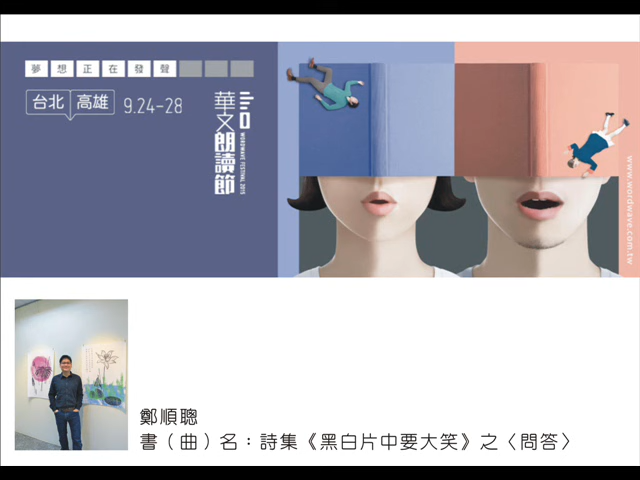 夢想正在發聲
台北 高雄 9.24-28
華文朗讀節
WORDWAVE FESTIVAL 2015
www.wordwave.com.tw
鄭順聰
書（曲）名：詩集《黑白片中要大笑》之〈問答〉